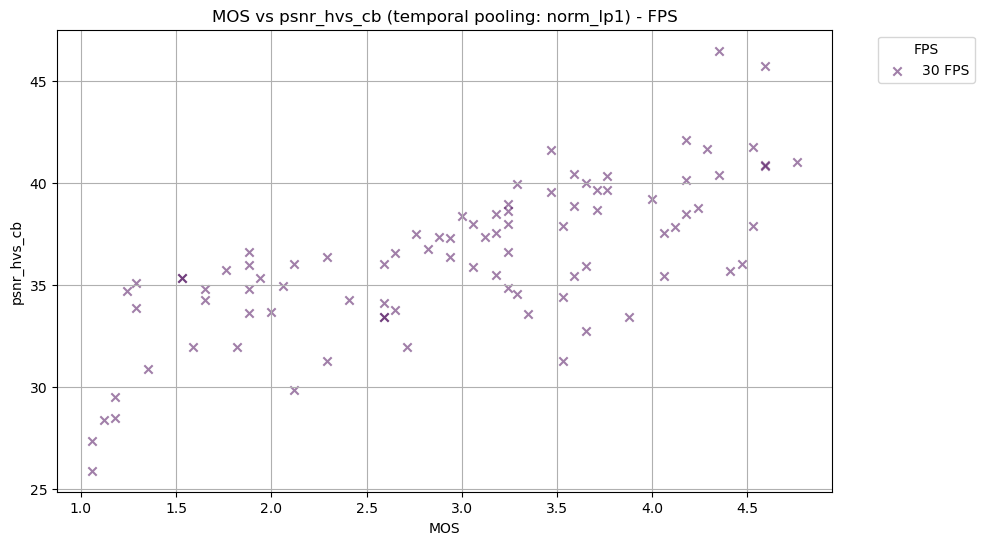 MOS vs psnr_hvs_cb (temporal pooling: norm_lp1) - FPS
FPS
30 FPS
psnr_hvs_cb
45
40
35
30
25
1.0 1.5 2.0 2.5 3.0 3.5 4.0 4.5
MOS